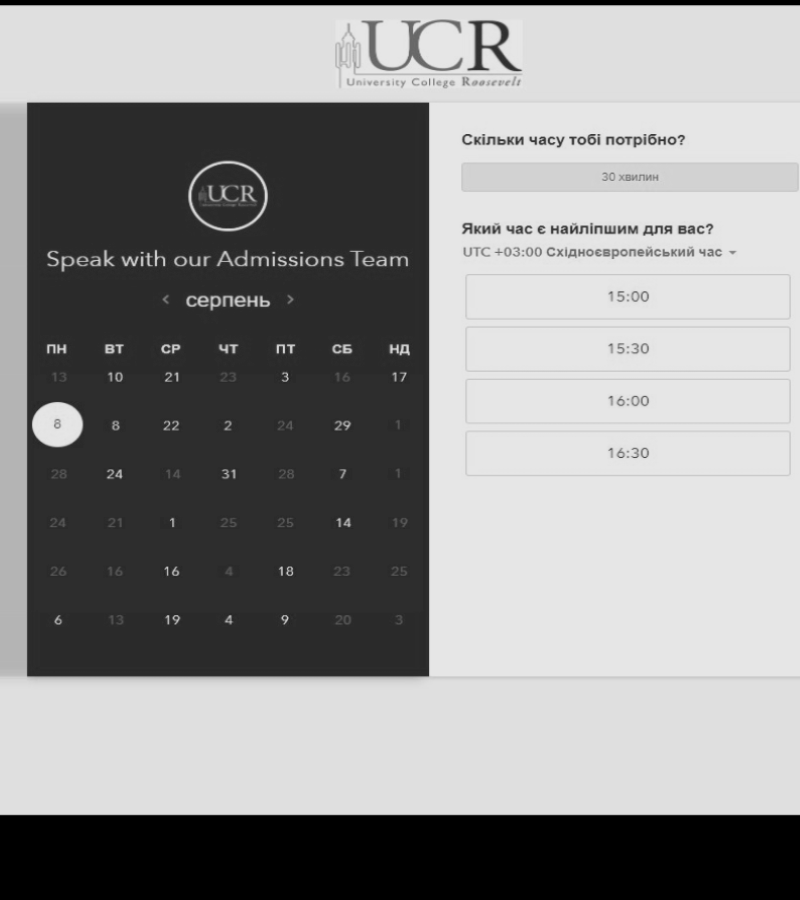 UCR
University College Roosevelt
UCR
Speak with our Admissions Team
< серпень >
ПН ВТ СР ЧТ ПТ СБ НД
13 10 21 23 3 16 17
8 8 22 2 24 29 1
28 24 14 31 28 7 1
24 21 1 25 25 14 19
26 16 16 4 18 23 25
6 13 19 4 9 20 3
Скільки часу тобі потрібно?
30 хвилин
Який час є найліпшим для вас?
UTC +03:00 Східноєвропейський час
15:00
15:30
16:00
16:30